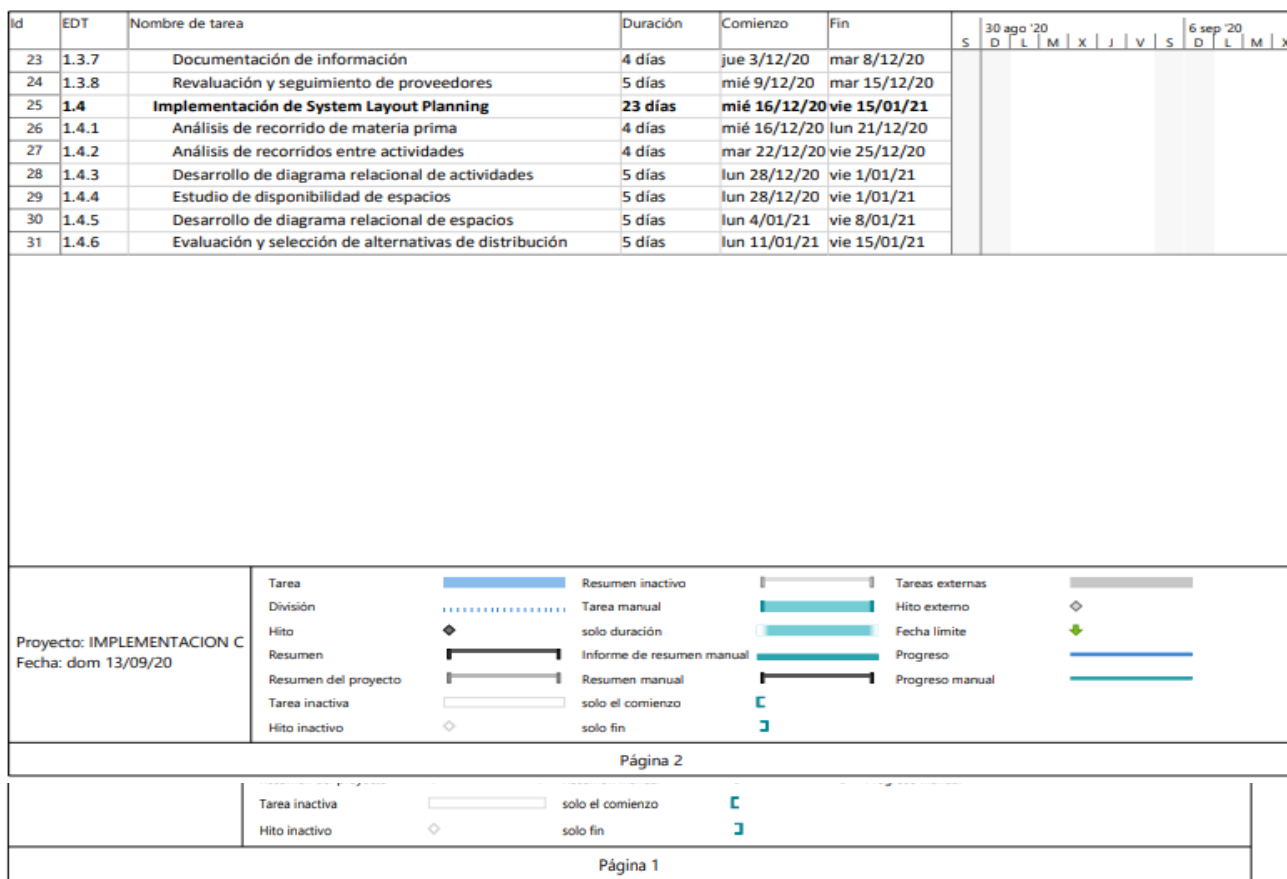 Id EDT Nombre de tarea Duración Comienzo Fin 30 ago '20 6 sep '20
S D L M X J V S D L M X
23 1.3.7 Documentación de información 4 días jue 3/12/20 mar 8/12/20
24 1.3.8 Revaluación y seguimiento de proveedores 5 días mié 9/12/20 mar 15/12/20
25 1.4 Implementación de System Layout Planning 23 días mié 16/12/20 vie 15/01/21
26 1.4.1 Análisis de recorrido de materia prima 4 días mié 16/12/20 lun 21/12/20
27 1.4.2 Análisis de recorridos entre actividades 4 días mar 22/12/20 vie 25/12/20
28 1.4.3 Desarrollo de diagrama relacional de actividades 5 días lun 28/12/20 vie 1/01/21
29 1.4.4 Estudio de disponibilidad de espacios 5 días lun 28/12/20 vie 1/01/21
30 1.4.5 Desarrollo de diagrama relacional de espacios 5 días lun 4/01/21 vie 8/01/21
31 1.4.6 Evaluación y selección de alternativas de distribución 5 días lun 11/01/21 vie 15/01/21
Proyecto: IMPLEMENTACION C
Fecha: dom 13/09/20
Tarea Resumen inactivo Tareas externas
División Tarea manual Hito externo
Hito solo duración Fecha límite
Resumen Informe de resumen manual Progreso
Resumen del proyecto Resumen manual Progreso manual
Tarea inactiva solo el comienzo
Hito inactivo solo fin
Página 2
Tarea inactiva solo el comienzo
Hito inactivo solo fin
Página 1